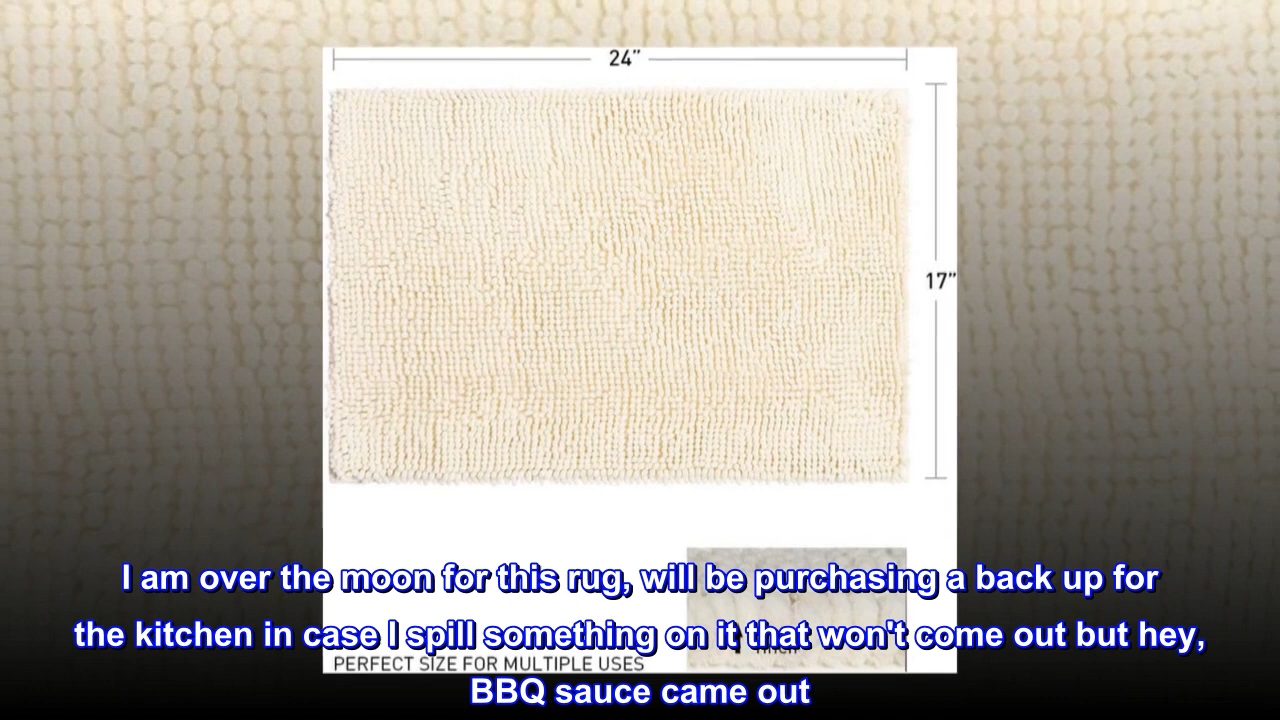 24”
17”
I am over the moon for this rug, will be purchasing a back up for
the kitchen in case I spill something on it that won't come out but hey,
PERFECT SIZE FOR MULTIPLE USES
BBQ sauce came out